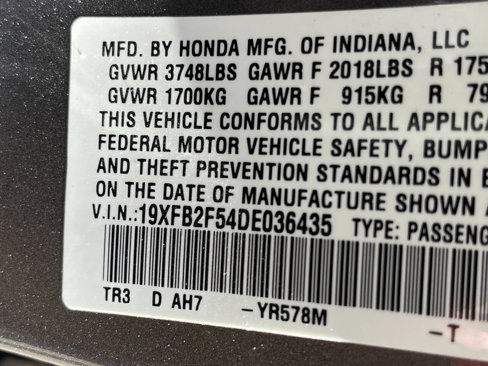 MFD. BY HONDA MFG. OF INDIANA, LLC
GVWR 3748LBS GAWR F 2018LBS R 175
GVWR 1700KG GAWR F 915KG R 79
THIS VEHICLE CONFORMS TO ALL APPLICA
FEDERAL MOTOR VEHICLE SAFETY, BUMP
AND THEFT PREVENTION STANDARDS IN E
ON THE DATE OF MANUFACTURE SHOWN A
V.I.N.:19XFB2F54DE036435 TYPE: PASSENG
TR3 D AH7 -YR578M
-T